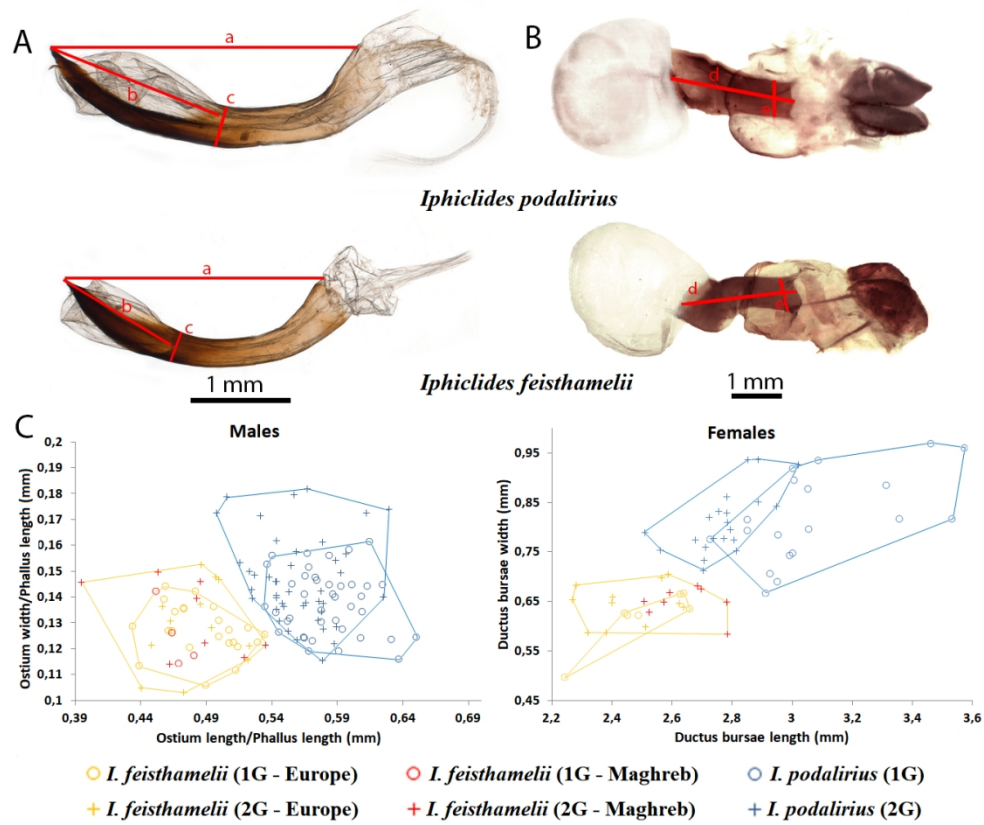 A
B
a
b
c
d
e
Iphiclides podalirius
a
b
c
d
e
Iphiclides feisthamelii
1 mm
1 mm
C
Males
Females
Ostium width/Phallus length (mm)
0,2
0,19
0,18
0,17
0,16
0,15
0,14
0,13
0,12
0,11
0,1
0,39
0,44
0,49
0,54
0,59
0,64
0,69
Ostium length/Phallus length (mm)
Ductus bursae width (mm)
0,95
0,85
0,75
0,65
0,55
0,45
2,2
2,4
2,6
2,8
3
3,2
3,4
3,6
Ductus bursae length (mm)
I. feisthamelii (1G - Europe)
I. feisthamelii (1G - Maghreb)
I. podalirius (1G)
I. feisthamelii (2G - Europe)
I. feisthamelii (2G - Maghreb)
I. podalirius (2G)